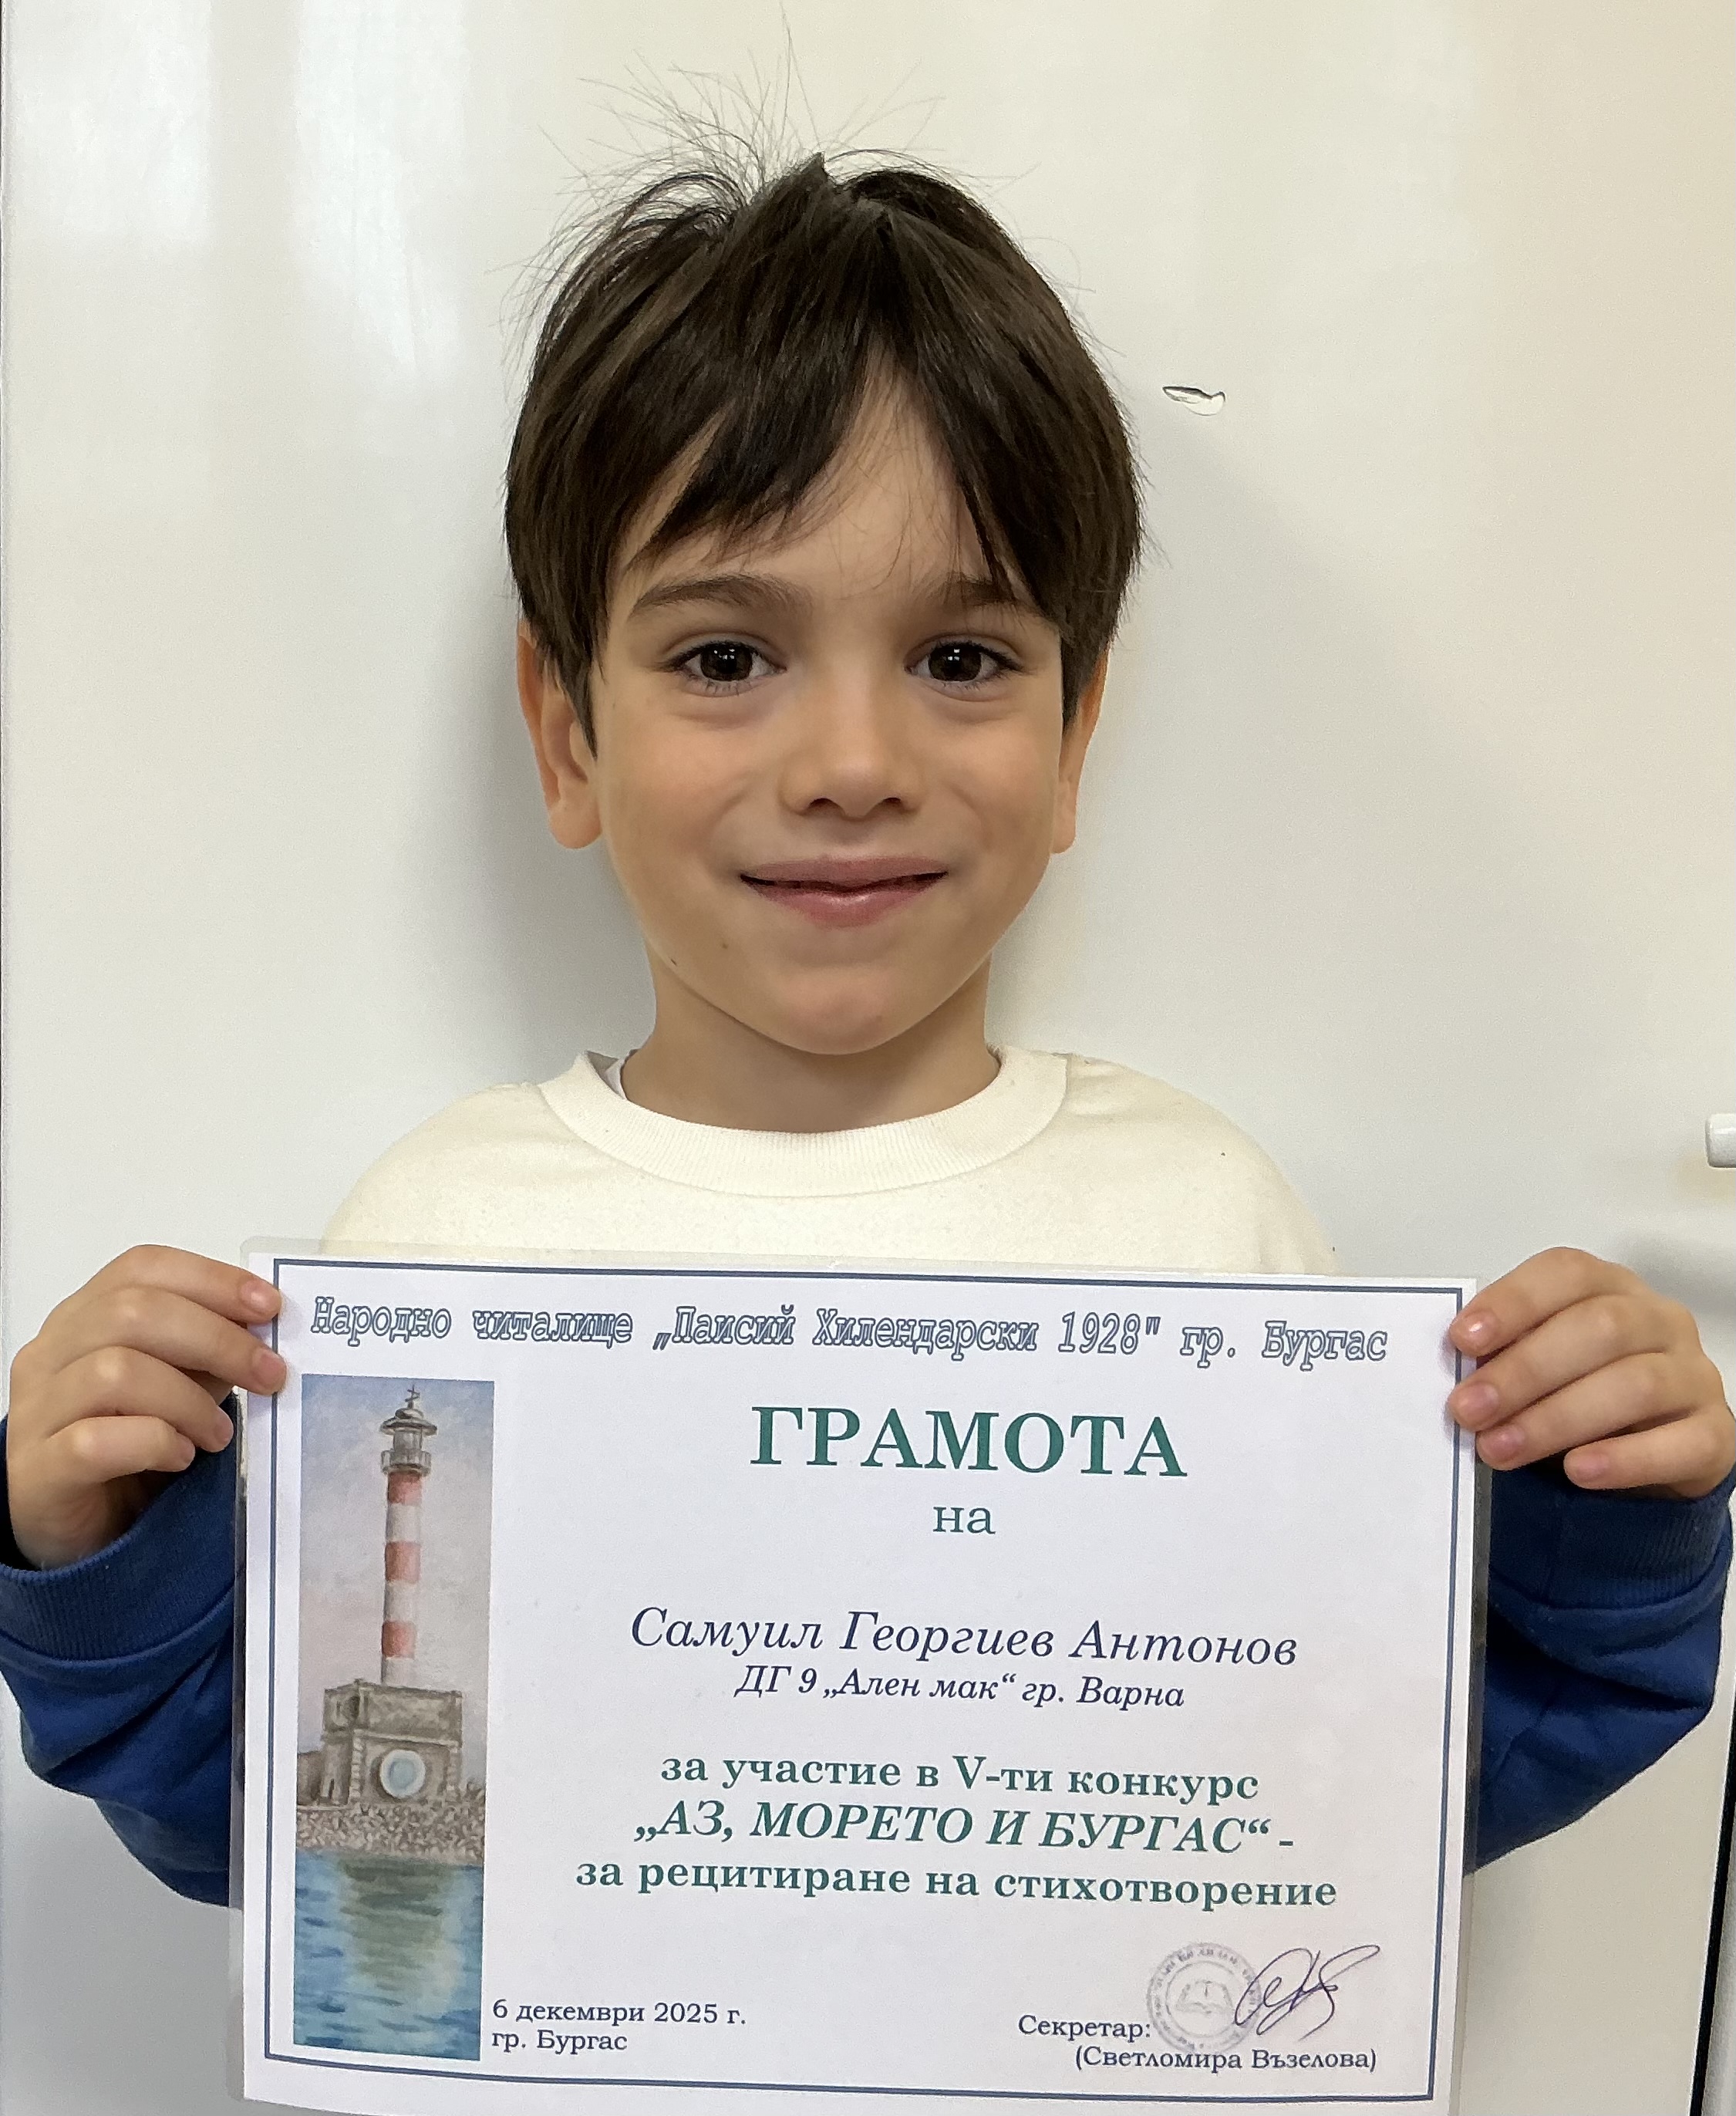 Народно читалище „Паисий Хилендарски 1928" гр. Бургас
ГРАМОТА
на
Самуил Георгиев Антонов
ДГ 9 „Ален мак“ гр. Варна
за участие в V-ти конкурс
„АЗ, МОРЕТО И БУРГАС“ -
за рецитиране на стихотворение
6 декември 2025 г.
гр. Бургас
Секретар:
(Светломира Възелова)